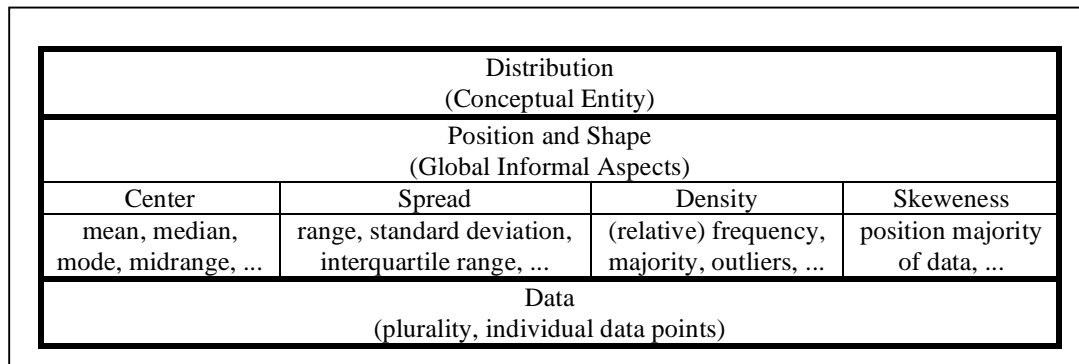 Distribution
(Conceptual Entity)
Position and Shape
(Global Informal Aspects)
Center Spread Density Skeweness
mean, median, range, standard deviation, (relative) frequency, position majority
mode, midrange, ... interquartile range, ... majority, outliers, ... of data, ...
Data
(plurality, individual data points)